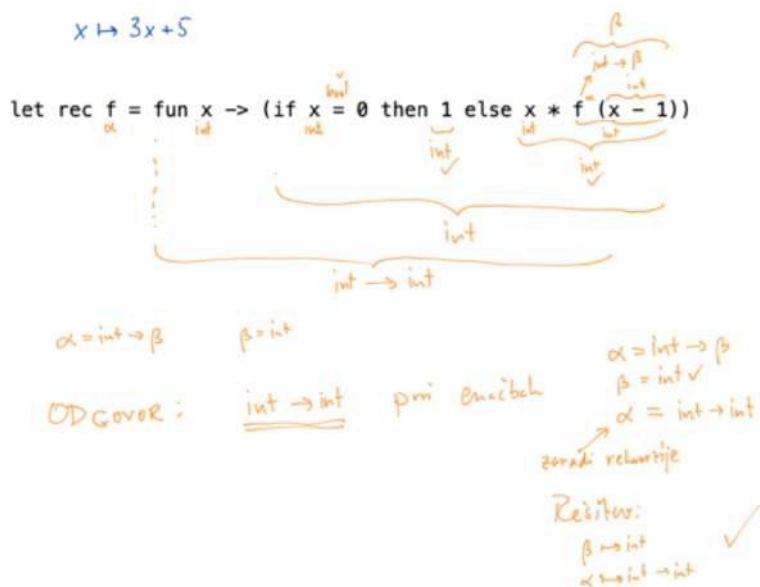 x ↦ 3x+5
β
int → β
bool
int
let rec f = fun x -> (if x = 0 then 1 else x * f (x - 1))
α int int int int α int
int ✓
int ✓
int
int → int
α = int → β β = int
α = int → β
β = int ✓
α = int → int
ODGOVOR: int → int pri enačbah
zaradi rekurzije
Rešitev:
β ↦ int
α ↦ int → int
✓